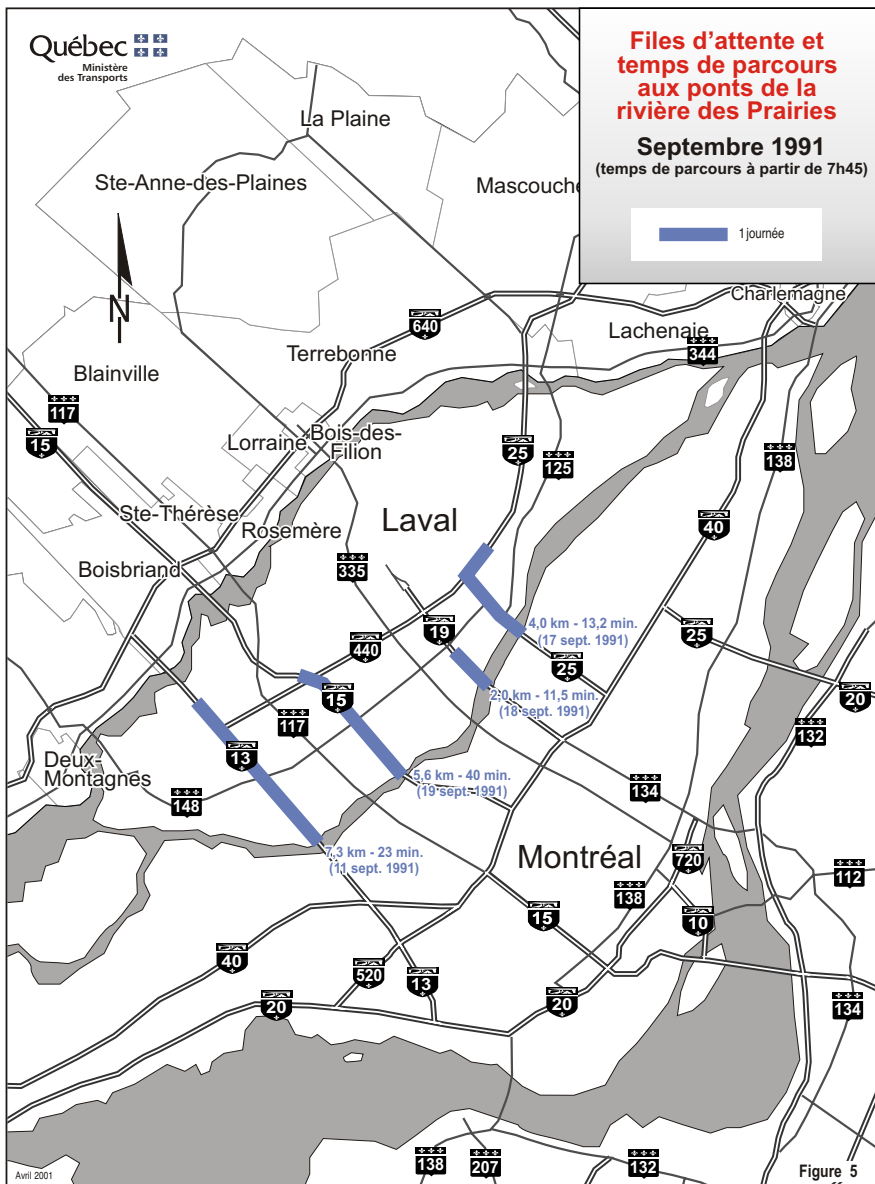 Québec
Ministère
des Transports
Files d'attente et
temps de parcours
aux ponts de la
rivière des Prairies
Septembre 1991
(temps de parcours à partir de 7h45)
1 journée
La Plaine
Ste-Anne-des-Plaines
Mascouche
N
Charlemagne
640
Lachenaie
344
Terrebonne
Blainville
117
15
Lorraine
Bois-des-
Filion
25
125
138
Ste-Thérèse
Rosemère
Laval
40
Boisbriand
335
4,0 km - 13,2 min.
(17 sept. 1991)
19
25
440
25
2,0 km - 11,5 min.
(18 sept. 1991)
20
15
117
132
13
Deux-
Montagnes
5,6 km - 40 min.
(19 sept. 1991)
148
134
7,3 km - 23 min.
(11 sept. 1991)
Montréal
720
112
138
15
10
40
520
13
20
20
134
138
207
132
Avril 2001
Figure 5